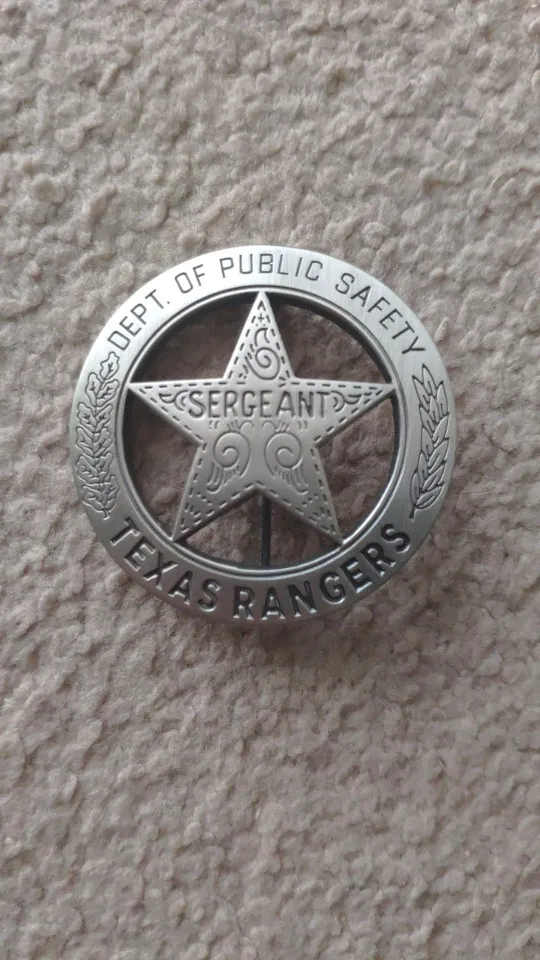 DEPT. OF PUBLIC SAFETY
SERGEANT
TEXAS RANGERS